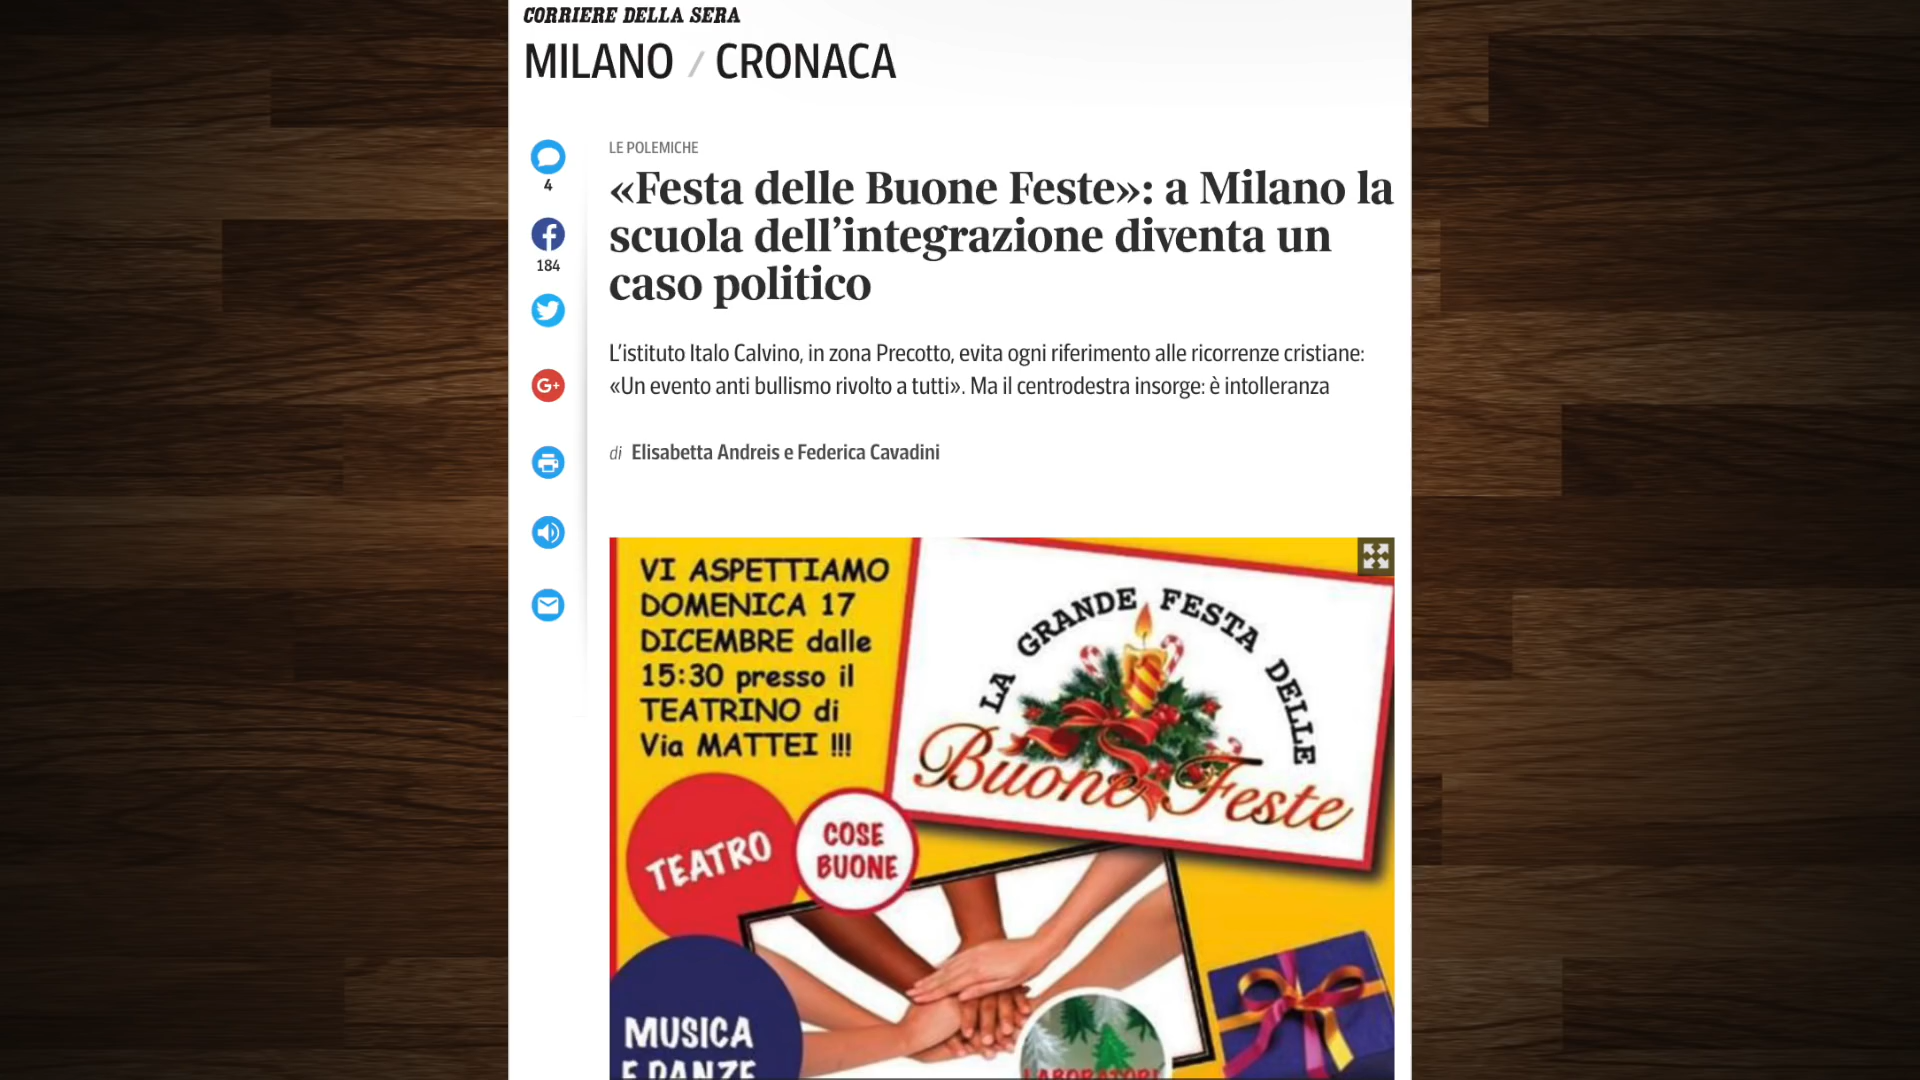 CORRIERE DELLA SERA
MILANO / CRONACA
4
184
G+
LE POLEMICHE
«Festa delle Buone Feste»: a Milano la
scuola dell’integrazione diventa un
caso politico
L’istituto Italo Calvino, in zona Precotto, evita ogni riferimento alle ricorrenze cristiane:
«Un evento anti bullismo rivolto a tutti». Ma il centrodestra insorge: è intolleranza
di Elisabetta Andreis e Federica Cavadini
VI ASPETTIAMO
DOMENICA 17
DICEMBRE dalle
15:30 presso il
TEATRINO di
Via MATTEI !!!
LA GRANDE FESTA DELLE
Buone Feste
TEATRO
COSE
BUONE
MUSICA
E DANZE
LABORATORI